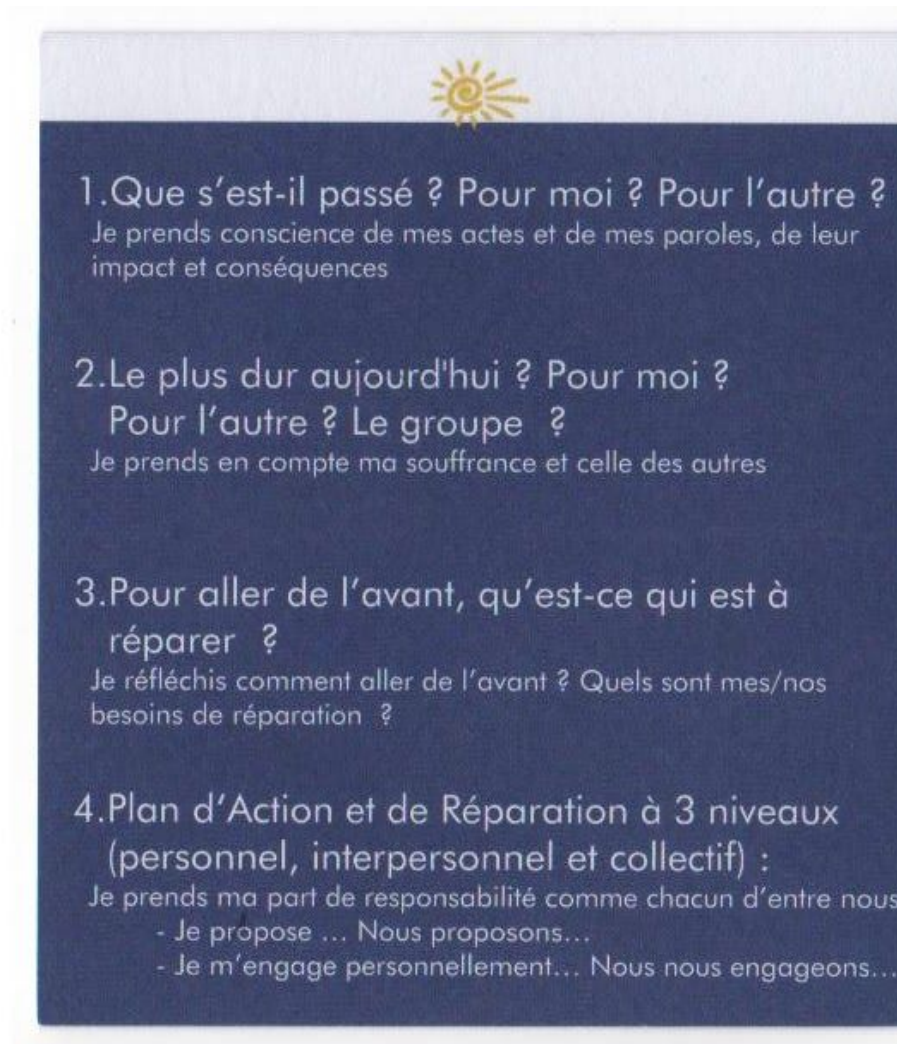 1.Que s’est-il passé ? Pour moi ? Pour l’autre ?
Je prends conscience de mes actes et de mes paroles, de leur
impact et conséquences
2.Le plus dur aujourd'hui ? Pour moi ?
Pour l’autre ? Le groupe ?
Je prends en compte ma souffrance et celle des autres
3.Pour aller de l’avant, qu’est-ce qui est à
réparer ?
Je réfléchis comment aller de l’avant ? Quels sont mes/nos
besoins de réparation ?
4.Plan d’Action et de Réparation à 3 niveaux
(personnel, interpersonnel et collectif) :
Je prends ma part de responsabilité comme chacun d’entre nous
- Je propose ... Nous proposons...
- Je m’engage personnellement... Nous nous engageons...